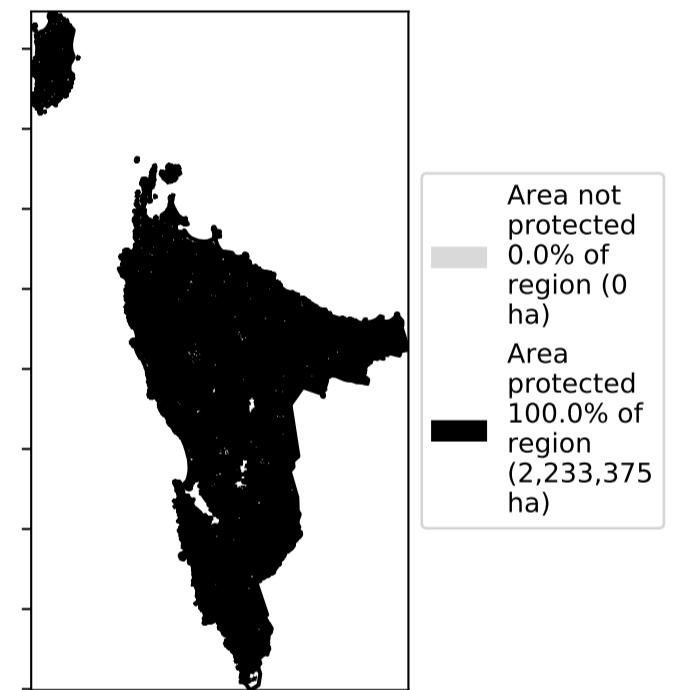 Area not
protected
0.0% of
region (0
ha)
Area
protected
100.0% of
region
(2,233,375
ha)